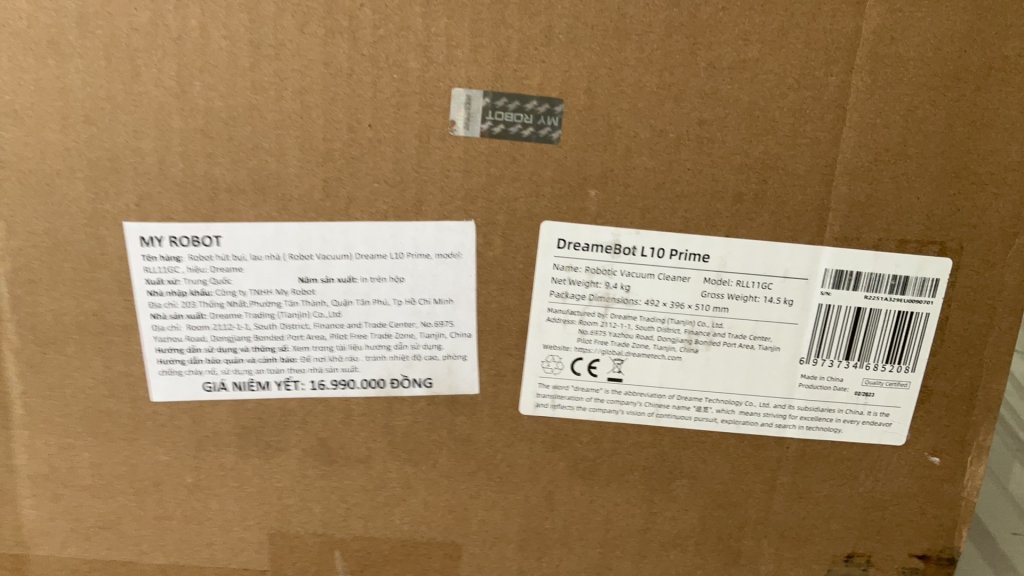 MY ROBOT
MY ROBOT
Tên hàng: Robot hút bụi, lau nhà ( Robot Vacuum) Dreame L10 Prime, model:
RLL11GC , hiệu: Dreame
Xuất xứ: Trung Quốc Năm sản xuất: in trên hộp
Nhà nhập khẩu: Công ty TNHH My Robot
Địa chỉ: 203 Thống Nhất,Phường Tân Thành, Quận Tân Phú, Tp Hồ Chí Minh
Nhà sản xuất: Dreame Trading (Tianjin) Co.,Ltd.
Địa chỉ: Room 2112-1-1, South District, Finance and Trade Center, No.6975
Yazhou Road, Dongjiang Bonded Port Area, Pilot Free Trade Zone, Tianjin, China
Hướng dẫn sử dụng và thông số: Xem trong tài liệu hướng dẫn sử dụng.
Hướng dẫn bảo quản và cảnh báo: Để nơi khô ráo, tránh nhiệt độ cao, phòng
chống cháy nổ, sử dụng an toàn theo nhà sản xuất.
GIÁ NIÊM YẾT: 16.990.000 ĐỒNG
DreameBot L10 Prime
Name: Robotic Vacuum Cleaner Model: RLL11GC
Net Weight: 9.4 kg Gross Weight: 14.5 kg
Package Dimensions: 492 × 396 × 510 mm
Manufactured by: Dreame Trading (Tianjin) Co., Ltd.
Address: Room 2112-1-1, South District, Finance and Trade Center,
No.6975 Yazhou Road, Dongjiang Bonded Port Area, Tianjin
Pilot Free Trade Zone, Tianjin, China
Website: https://global.dreametech.com
CE
S/N: R2251A329EU0090701
6 973734 685208
Made in China
Production Date: 02/2023
Quality Certified
The word "dreame" is the abbreviation of Dreame Technology Co., Ltd. and its subsidiaries in China. It is the
transliteration of the company's Chinese name "追觅", which means striving for excellence in every endeavor
and reflects the company's vision of continuous pursuit, exploration and search in technology.